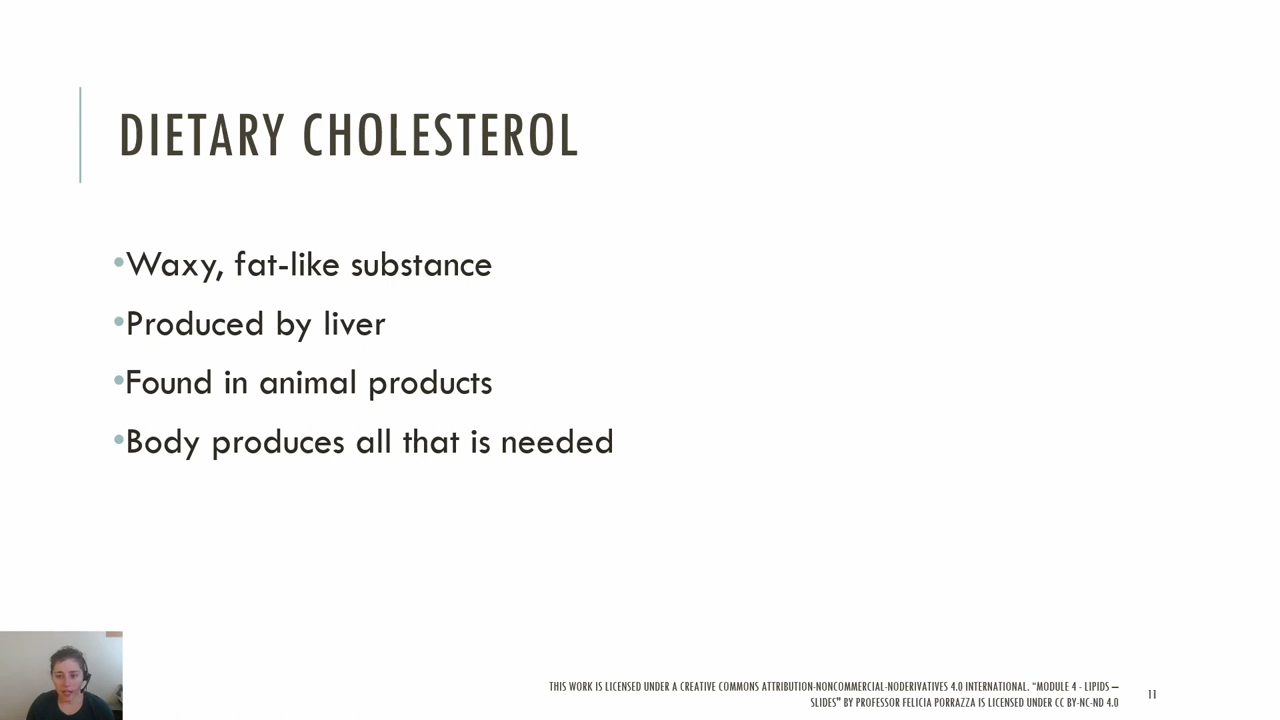 DIETARY CHOLESTEROL
•Waxy, fat-like substance
•Produced by liver
•Found in animal products
•Body produces all that is needed
THIS WORK IS LICENSED UNDER A CREATIVE COMMONS ATTRIBUTION-NONCOMMERCIAL-NODERIVATIVES 4.0 INTERNATIONAL. "MODULE 4 - LIPIDS –
SLIDES" BY PROFESSOR FELICIA PORRAZZA IS LICENSED UNDER CC BY-NC-ND 4.0
11